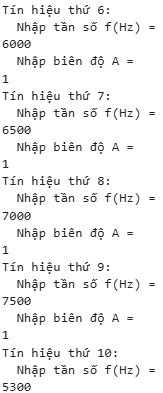 Tín hiệu thứ 6:
Nhập tần số f(Hz) =
6000
Nhập biên độ A =
1
Tín hiệu thứ 7:
Nhập tần số f(Hz) =
6500
Nhập biên độ A =
1
Tín hiệu thứ 8:
Nhập tần số f(Hz) =
7000
Nhập biên độ A =
1
Tín hiệu thứ 9:
Nhập tần số f(Hz) =
7500
Nhập biên độ A =
1
Tín hiệu thứ 10:
Nhập tần số f(Hz) =
5300